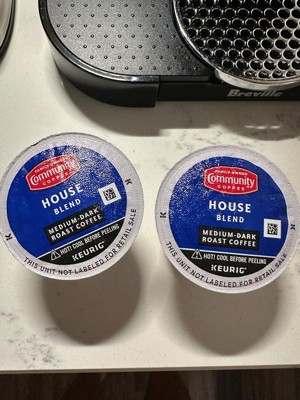 Breville
FAMILY-OWNED
Community
COFFEE
HOUSE
BLEND
MEDIUM-DARK
ROAST COFFEE
HOT! COOL BEFORE PEELING
KEURIG
THIS UNIT NOT LABELED FOR RETAIL SALE
K
K
FAMILY-OWNED
Community
COFFEE
HOUSE
BLEND
MEDIUM-DARK
ROAST COFFEE
HOT! COOL BEFORE PEELING
KEURIG
THIS UNIT NOT LABELED FOR RETAIL SALE
K
K